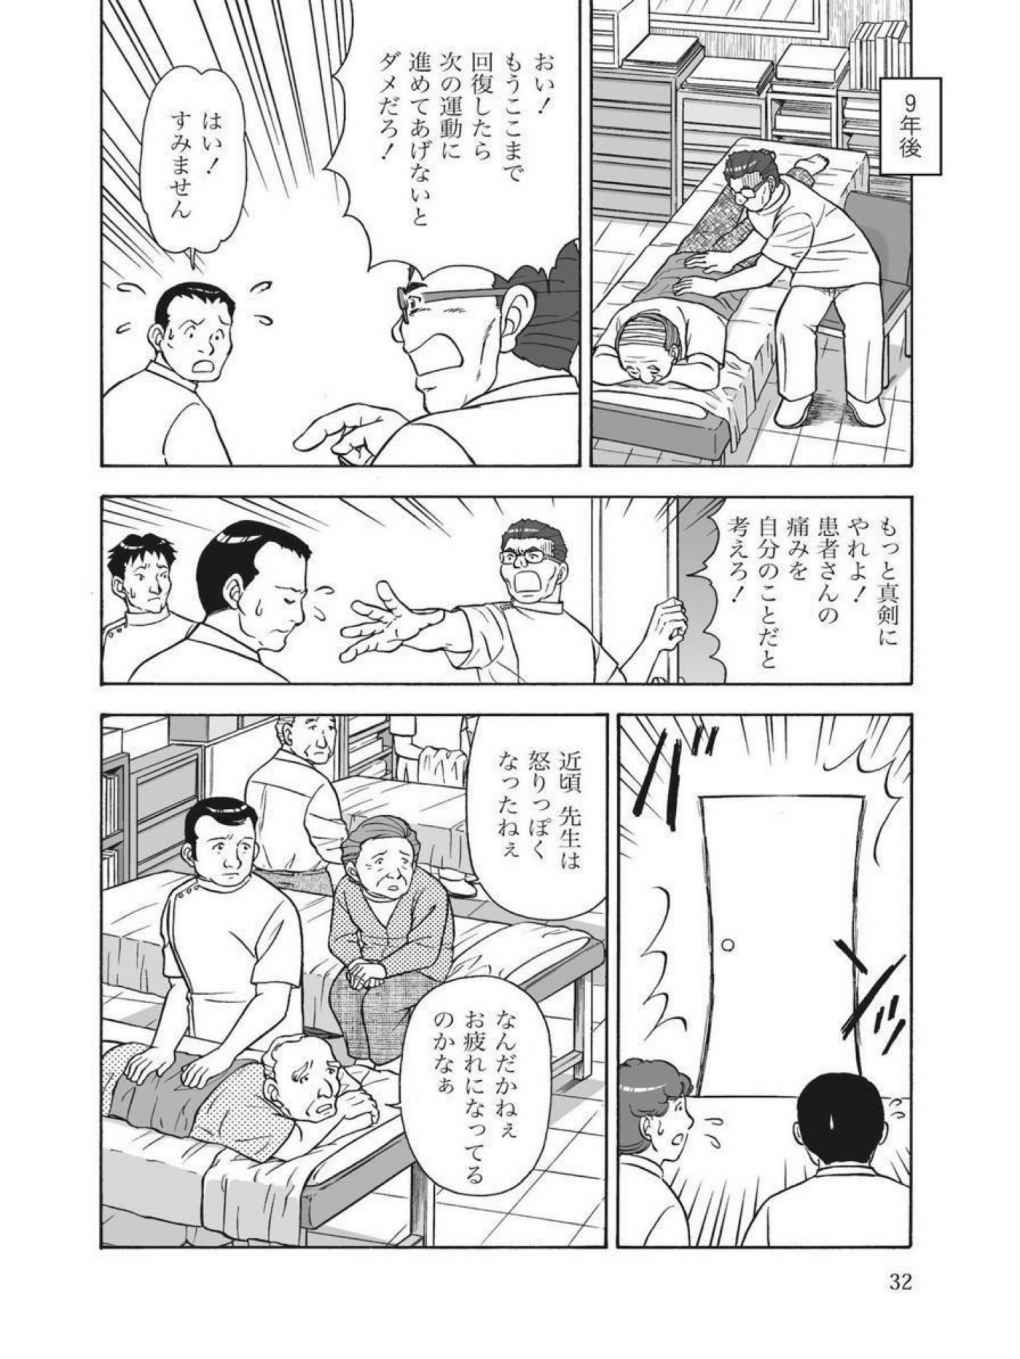 9年後
おい！
もうここまで
回復したら
次の運動に
進めてあげないと
ダメだろ！
はい！
すみません
もっと真剣に
やれよ！
患者さんの
痛みを
自分のことだと
考えろ！
バン
バン
近頃 先生は
怒りっぽく
なったねぇ
なんだかねぇ
お疲れになってる
のかなぁ
32